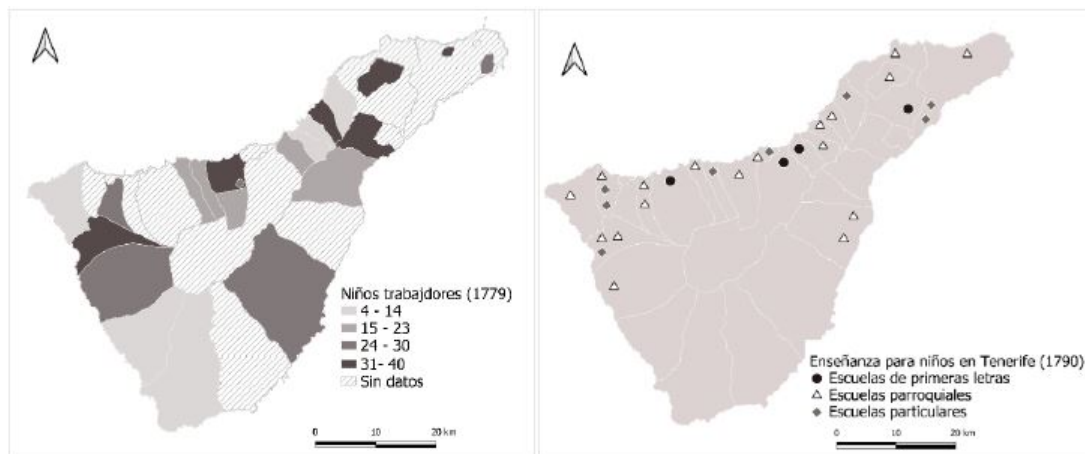 Niños trabajdores (1779)
4 - 14
15 - 23
24 - 30
31- 40
Sin datos
0 10 20 km
Enseñanza para niños en Tenerife (1790)
Escuelas de primeras letras
Escuelas parroquiales
Escuelas particulares
0 10 20 km